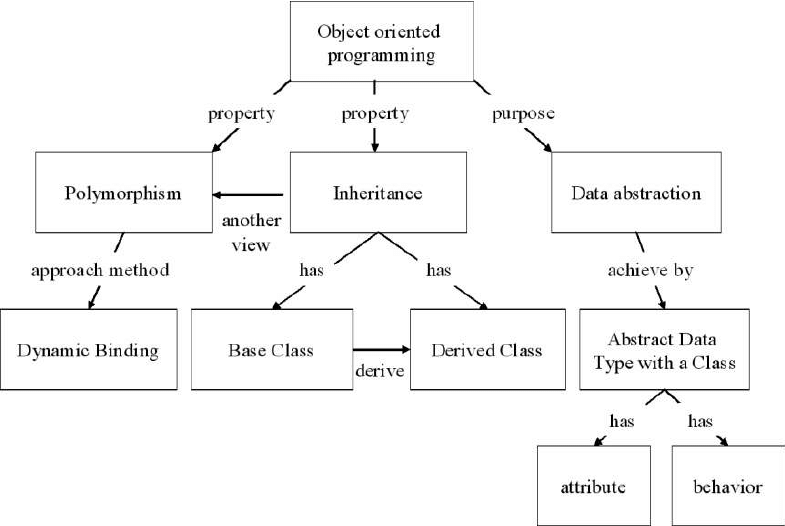 Object oriented
programming
property
property
purpose
Polymorphism
Inheritance
Data abstraction
another
view
approach method
has
has
achieve by
Dynamic Binding
Base Class
Derived Class
Abstract Data
Type with a Class
derive
has
has
attribute
behavior